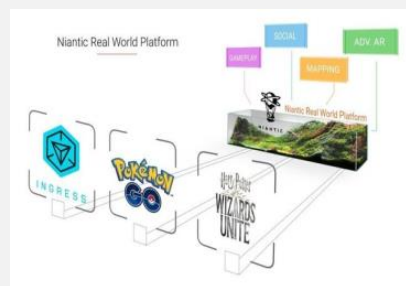 Niantic Real World Platform
SOCIAL
ADV. AR
GAMEPLAY
MAPPING
Niantic Real World Platform
NIANTIC
INGRESS
POKÉMON
GO
Harry Potter
WIZARDS
UNITE